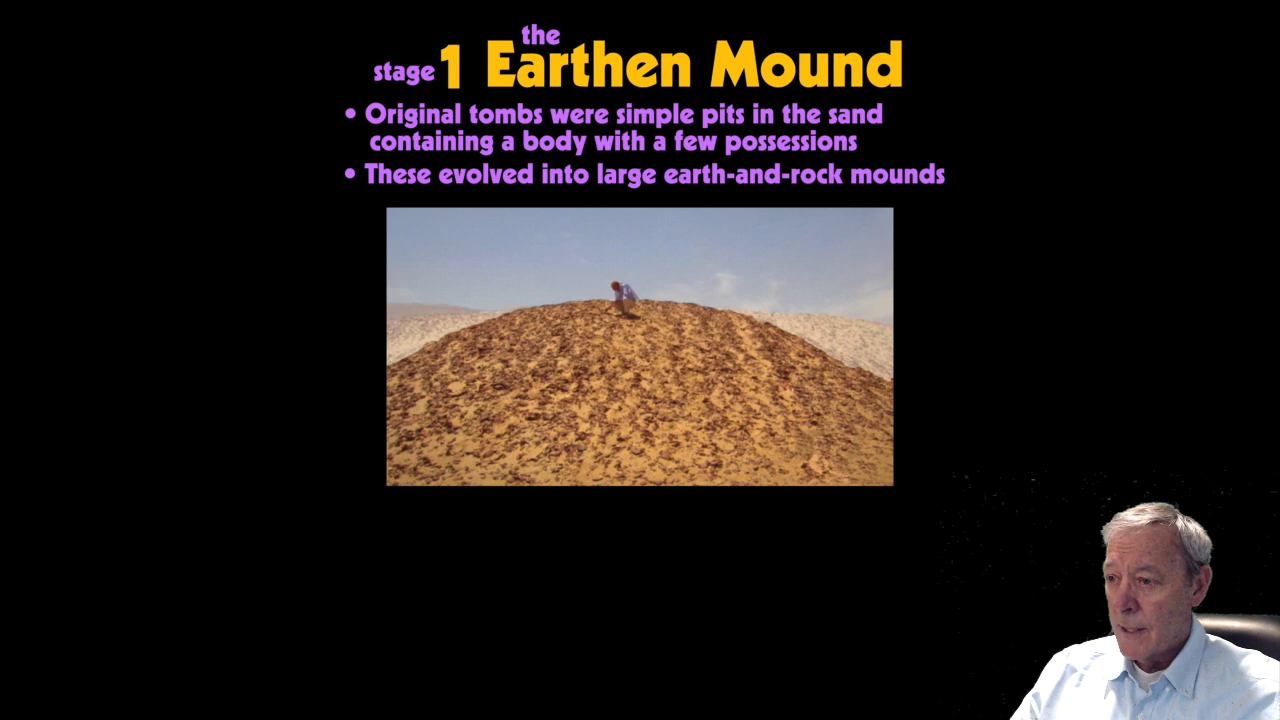 the
stage 1 Earthen Mound
• Original tombs were simple pits in the sand
containing a body with a few possessions
• These evolved into large earth-and-rock mounds